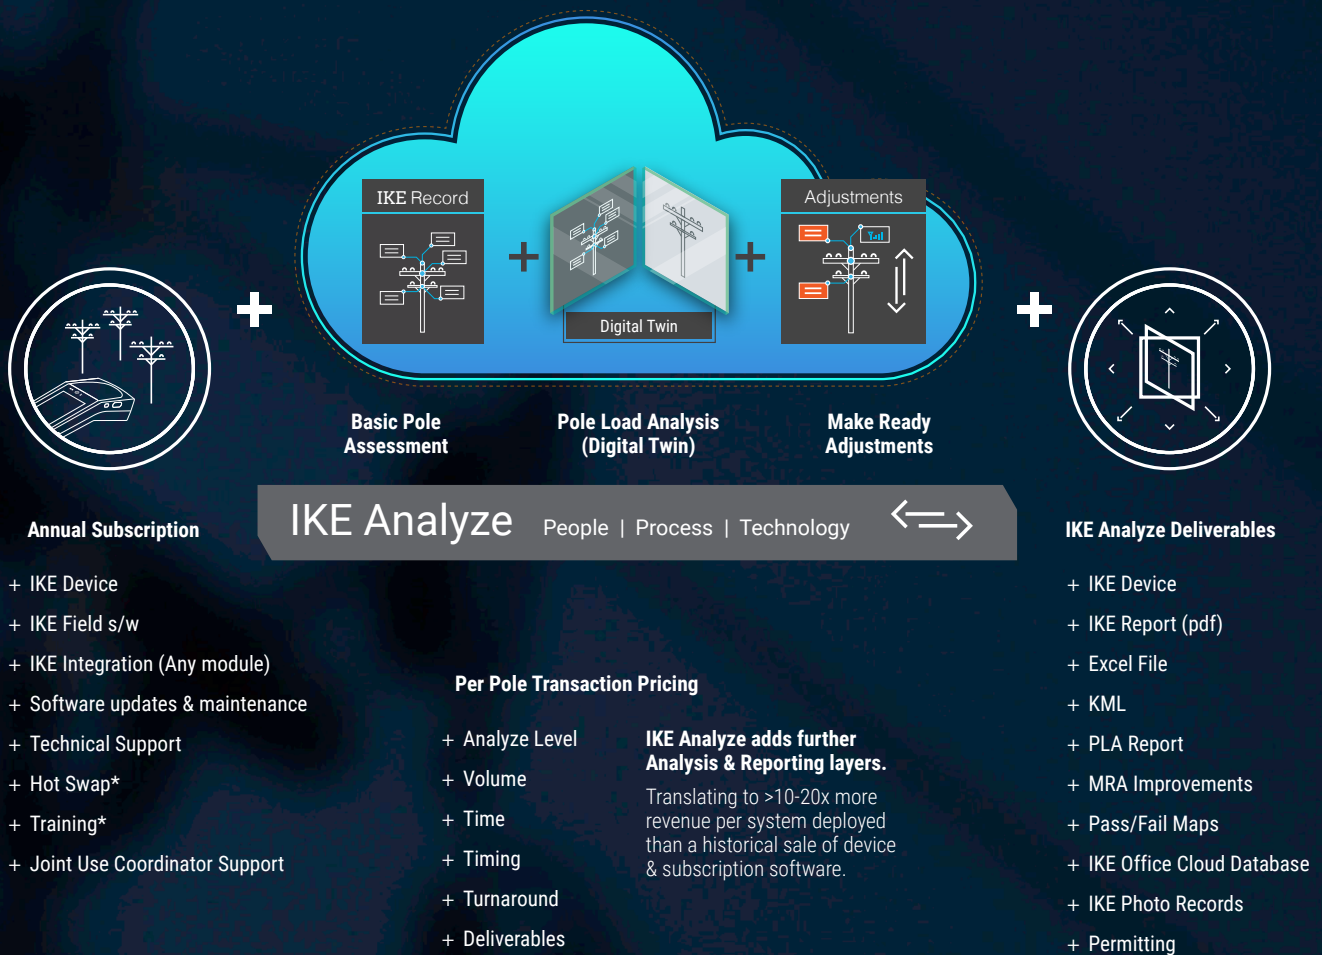 IKE Record
Digital Twin
Adjustments
Basic Pole
Assessment
Pole Load Analysis
(Digital Twin)
Make Ready
Adjustments
IKE Analyze People | Process | Technology
Annual Subscription
+ IKE Device
+ IKE Field s/w
+ IKE Integration (Any module)
+ Software updates & maintenance
+ Technical Support
+ Hot Swap*
+ Training*
+ Joint Use Coordinator Support
Per Pole Transaction Pricing
+ Analyze Level
+ Volume
+ Time
+ Timing
+ Turnaround
+ Deliverables
IKE Analyze adds further
Analysis & Reporting layers.
Translating to >10-20x more
revenue per system deployed
than a historical sale of device
& subscription software.
IKE Analyze Deliverables
+ IKE Device
+ IKE Report (pdf)
+ Excel File
+ KML
+ PLA Report
+ MRA Improvements
+ Pass/Fail Maps
+ IKE Office Cloud Database
+ IKE Photo Records
+ Permitting